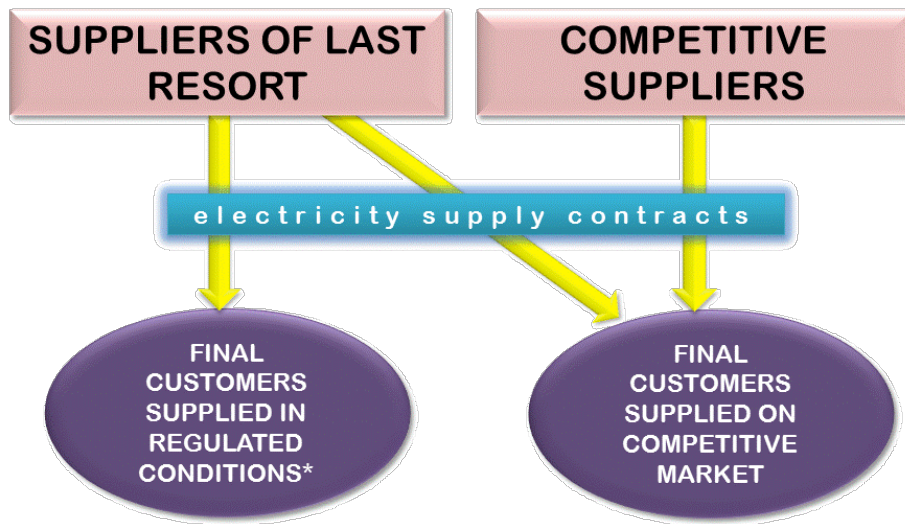 SUPPLIERS OF LAST
RESORT
COMPETITIVE
SUPPLIERS
electricity supply contracts
FINAL
CUSTOMERS
SUPPLIED IN
REGULATED
CONDITIONS*
FINAL
CUSTOMERS
SUPPLIED ON
COMPETITIVE
MARKET